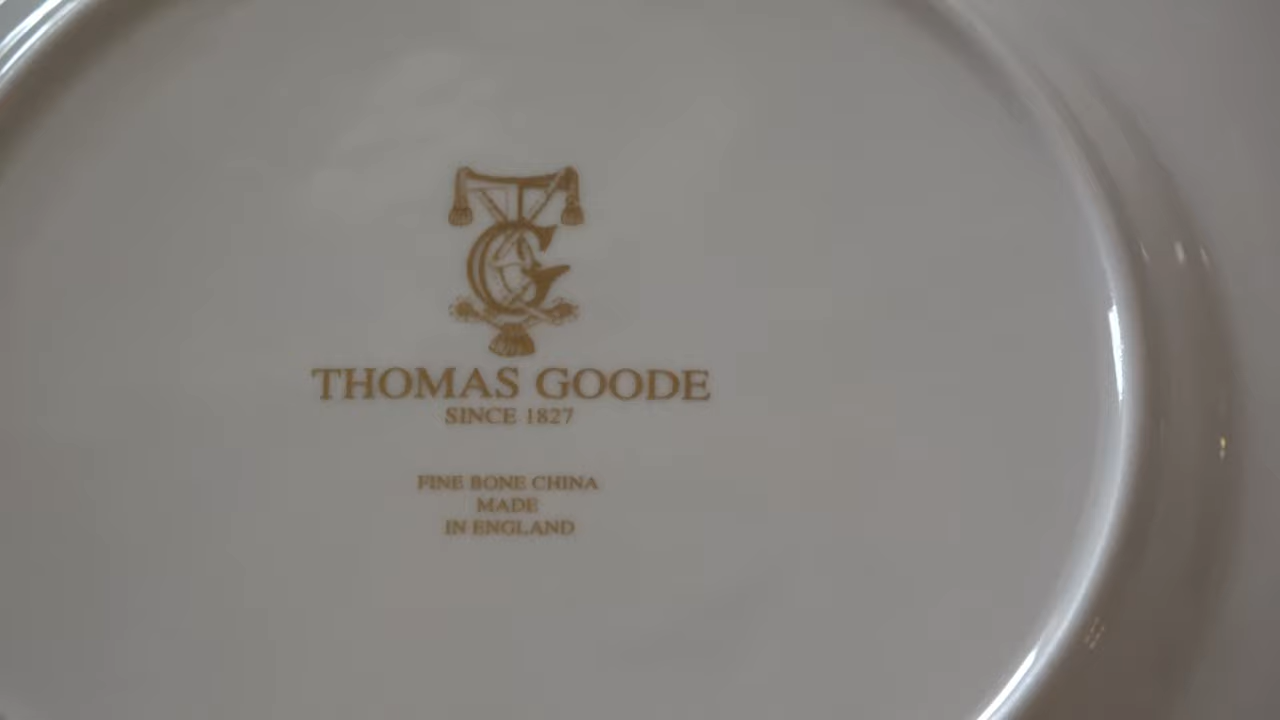 THOMAS GOODE
SINCE 1827
FINE BONE CHINA
MADE
IN ENGLAND